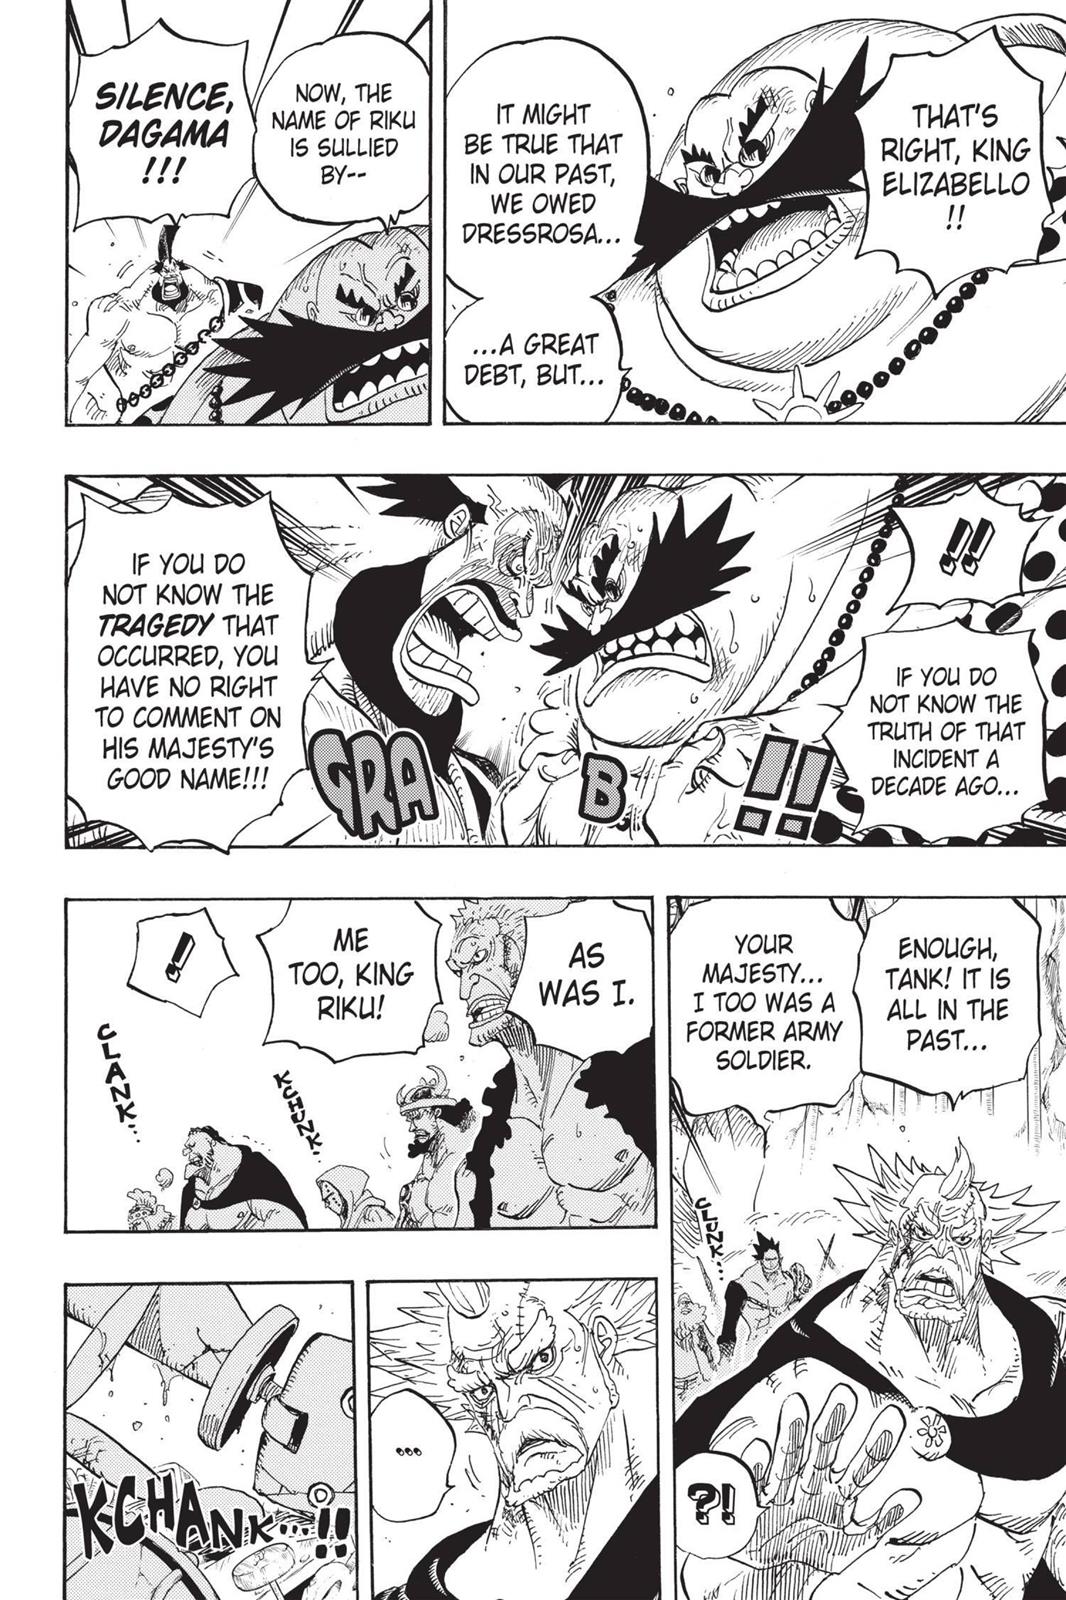 THAT'S
RIGHT, KING
ELIZABELLO
!!
IT MIGHT
BE TRUE THAT
IN OUR PAST,
WE OWED
DRESSROSA...
...A GREAT
DEBT, BUT...
NOW, THE
NAME OF RIKU
IS SULLIED
BY--
SILENCE,
DAGAMA
!!!
!!
IF YOU DO
NOT KNOW THE
TRUTH OF THAT
INCIDENT A
DECADE AGO...
GRAB!!
IF YOU DO
NOT KNOW THE
TRAGEDY THAT
OCCURRED, YOU
HAVE NO RIGHT
TO COMMENT ON
HIS MAJESTY'S
GOOD NAME!!!
ENOUGH,
TANK! IT IS
ALL IN THE
PAST...
YOUR
MAJESTY...
I TOO WAS A
FORMER ARMY
SOLDIER.
CLUNK...
?!
AS
WAS I.
ME
TOO, KING
RIKU!
KCHUNK...
CLANK...
!!
...
KCHANK...!!